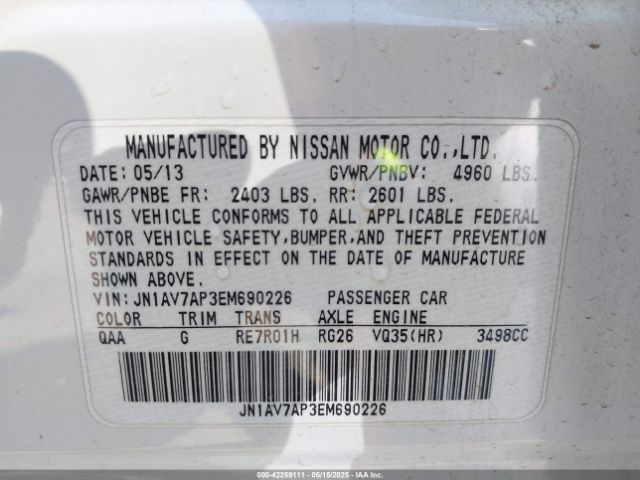 MANUFACTURED BY NISSAN MOTOR CO.,LTD.
DATE: 05/13 GVWR/PNBV: 4960 LBS.
GAWR/PNBE FR: 2403 LBS. RR: 2601 LBS.
THIS VEHICLE CONFORMS TO ALL APPLICABLE FEDERAL
MOTOR VEHICLE SAFETY,BUMPER,AND THEFT PREVENTION
STANDARDS IN EFFECT ON THE DATE OF MANUFACTURE
SHOWN ABOVE.
VIN: JN1AV7AP3EM690226 PASSENGER CAR
COLOR TRIM TRANS AXLE ENGINE
QAA G RE7R01H RG26 VQ35(HR) 3498CC
JN1AV7AP3EM690226
000-42259111 - 05/15/2025 - IAA Inc.